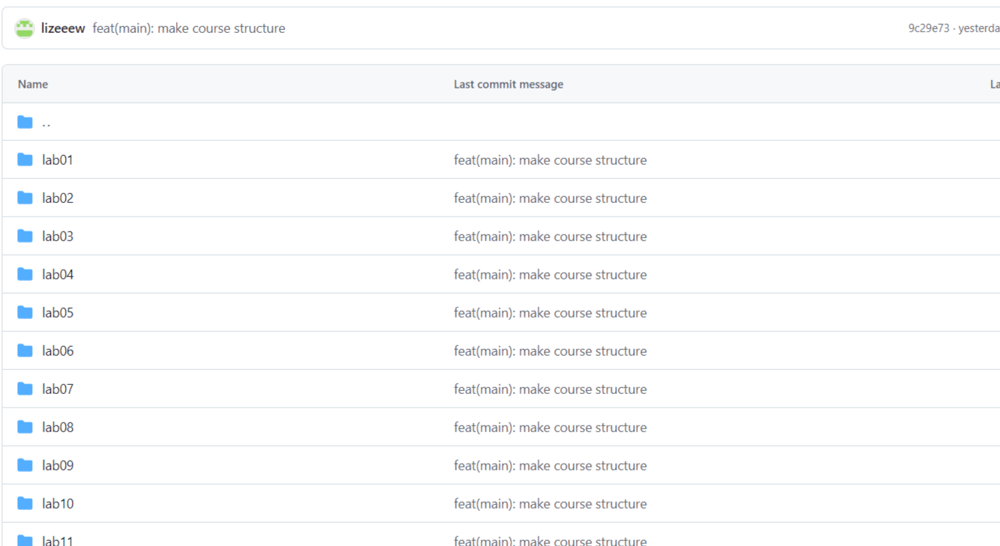 lizeeew feat(main): make course structure 9c29e73 · yesterda
Name Last commit message La
..
lab01 feat(main): make course structure
lab02 feat(main): make course structure
lab03 feat(main): make course structure
lab04 feat(main): make course structure
lab05 feat(main): make course structure
lab06 feat(main): make course structure
lab07 feat(main): make course structure
lab08 feat(main): make course structure
lab09 feat(main): make course structure
lab10 feat(main): make course structure
lab11 feat(main): make course structure